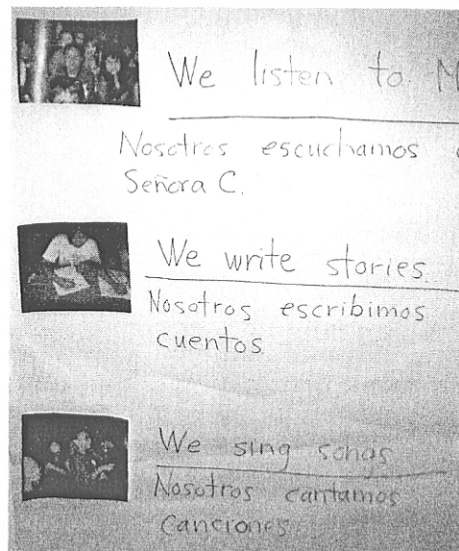 We listen to M
Nosotros escuchamos
Señora C.
We write stories.
Nosotros escribimos
cuentos
We sing songs
Nosotros cantamos
Canciones